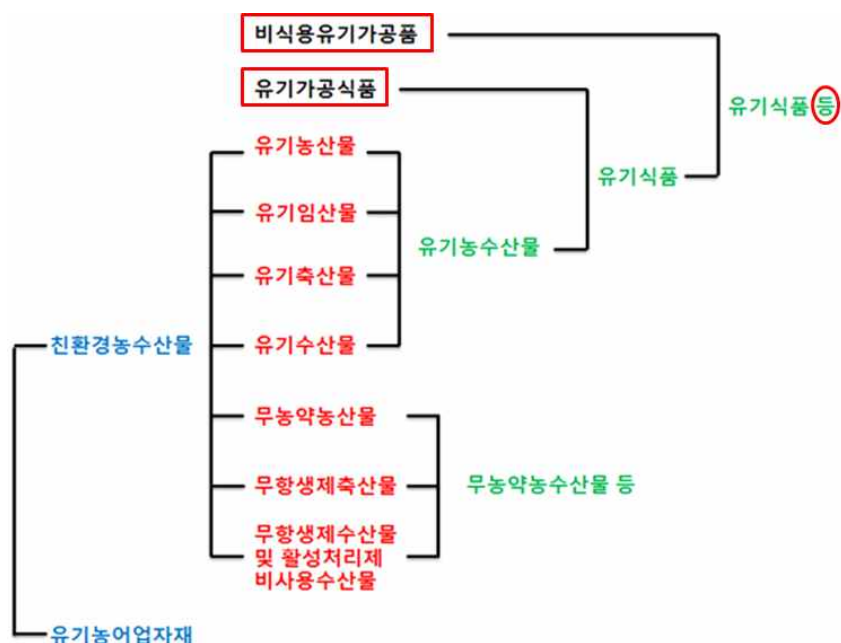 비식용유기가공품
유기가공식품
유기식품 등
유기농산물
유기식품
유기임산물
유기농수산물
유기축산물
친환경농수산물
유기수산물
무농약농산물
무항생제축산물
무농약농수산물 등
무항생제수산물
및 활성처리제
비사용수산물
유기농어업자재